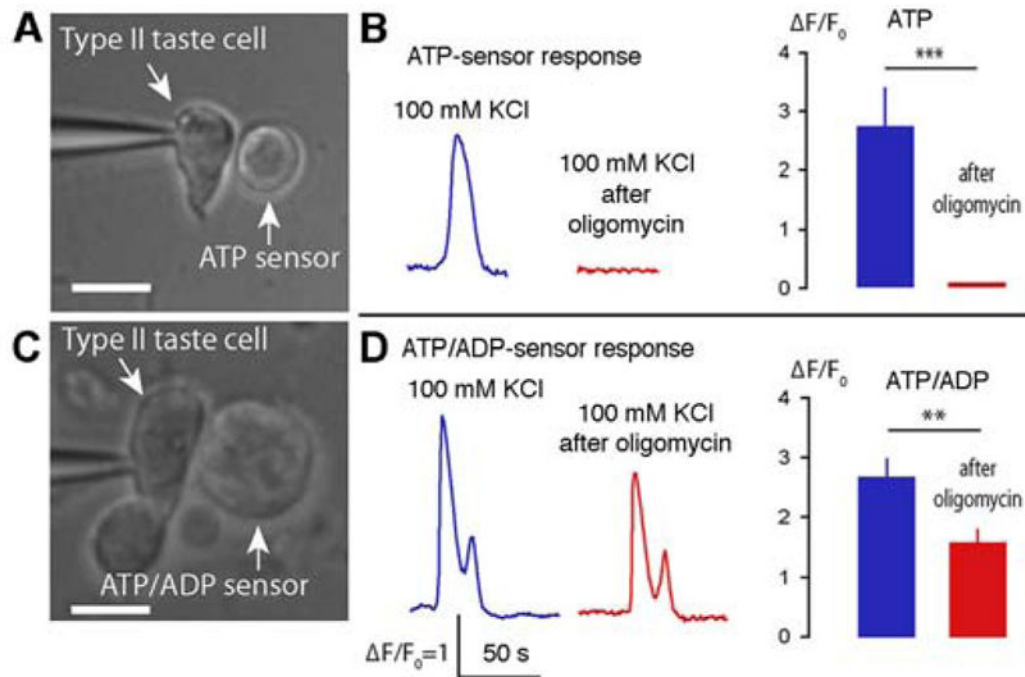 A
Type II taste cell
ATP sensor
B
ATP-sensor response
100 mM KCl
100 mM KCl
after
oligomycin
ΔF/F₀ ATP
4
***
3
2
1
0
after
oligomycin
C
Type II taste cell
ATP/ADP sensor
D
ATP/ADP-sensor response
100 mM KCl
100 mM KCl
after oligomycin
ΔF/F₀=1
50 s
ΔF/F₀
ATP/ADP
4
**
3
2
1
0
after
oligomycin